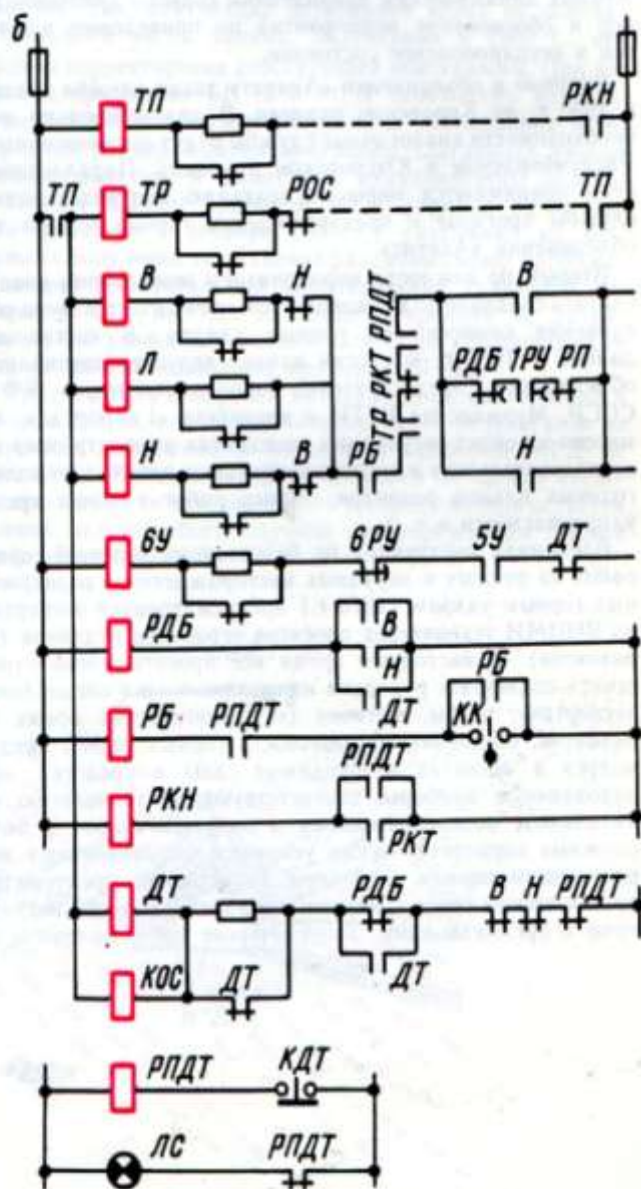 б
ТП РКН
ТП ТР РОС ТП
В Н В
РПДТ
РКТ
ТР
РДБ 1РУ РП
Л
Н В РБ Н
6У 6РУ 5У ДТ
РДБ В
Н
РБ РПДТ ДТ КК РБ
РКН РПДТ
РКТ
ДТ РДБ В Н РПДТ
ДТ
КОС ДТ
РПДТ КДТ
ЛС РПДТ